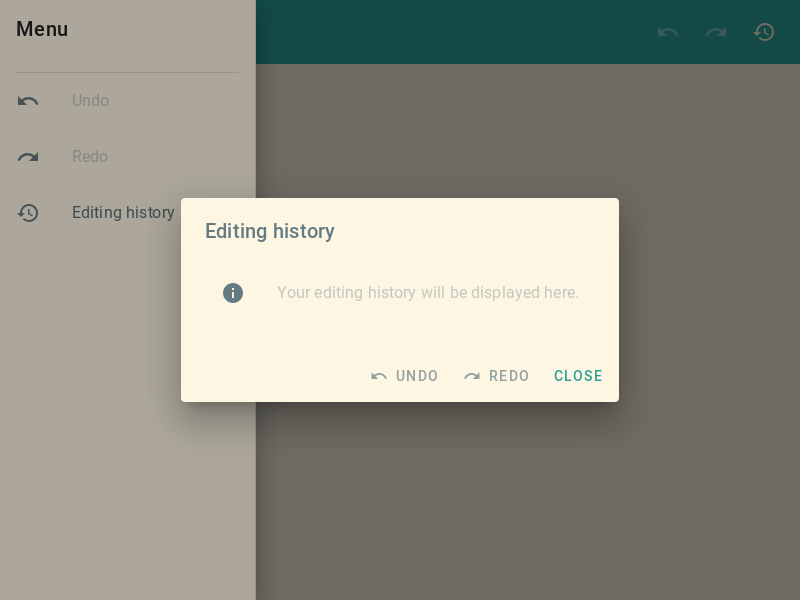 Menu
Undo
Redo
Editing history
Editing history
Your editing history will be displayed here.
UNDO REDO CLOSE